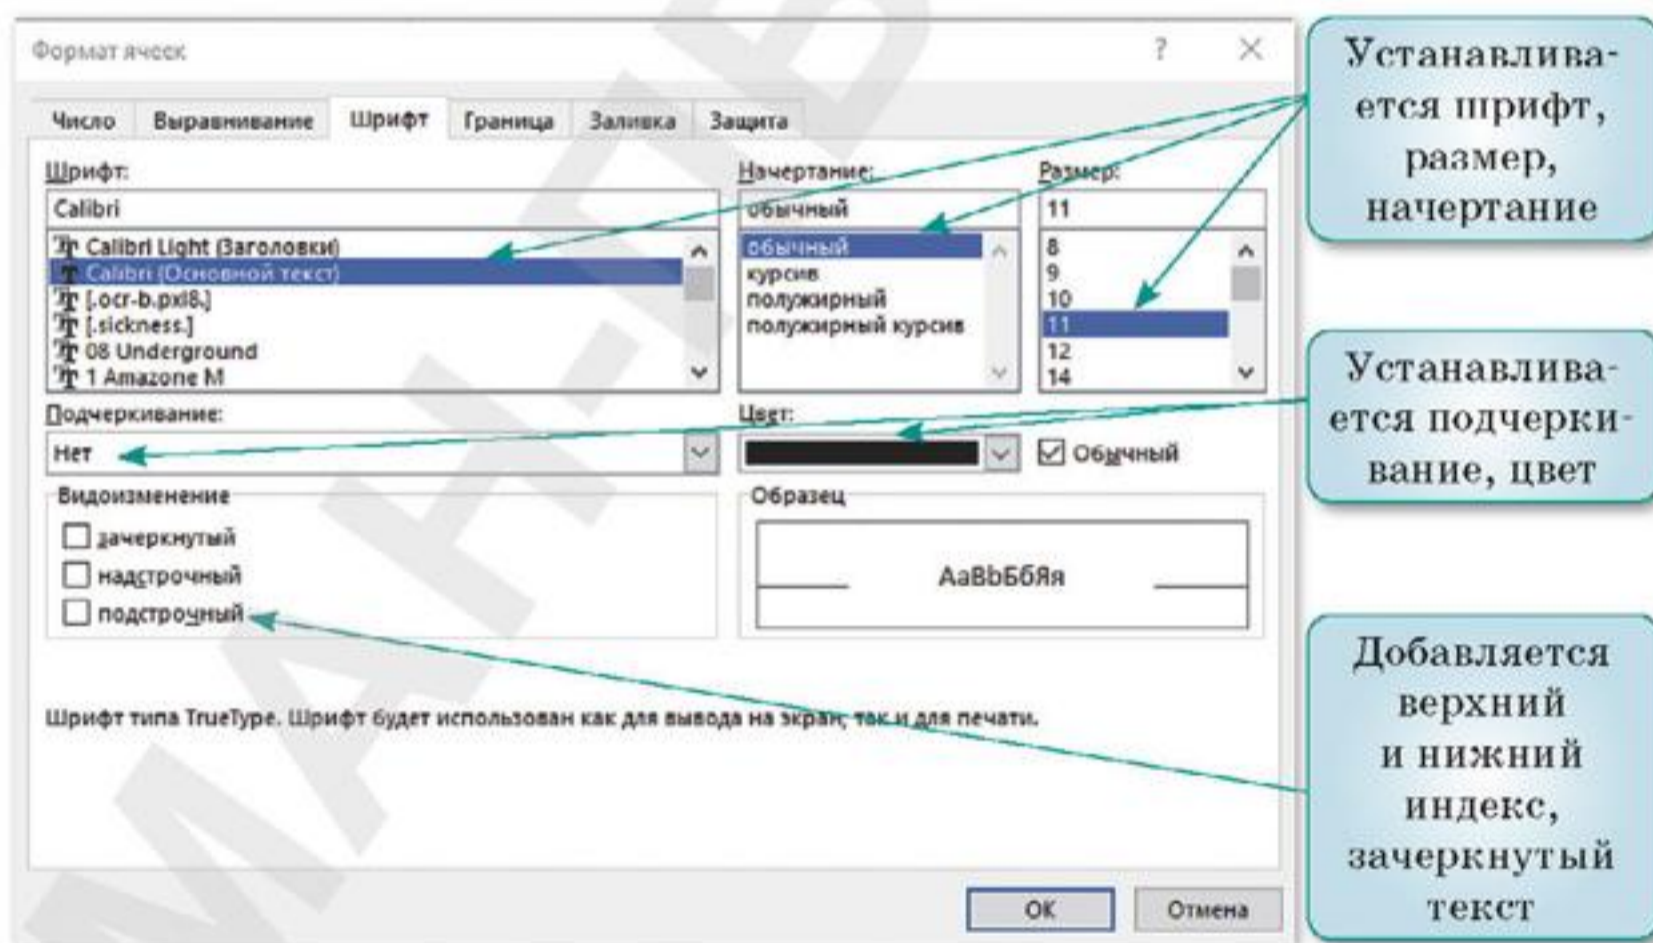 Формат ячеек
?
Число Выравнивание Шрифт Граница Заливка Защита
Шрифт:
Calibri
Calibri Light (Заголовки)
Calibri (Основной текст)
[.ocr-b.pxl8.]
[.sickness.]
08 Underground
1 Amazone M
Начертание:
обычный
обычный
курсив
полужирный
полужирный курсив
Размер:
11
8
9
10
11
12
14
Подчеркивание:
Нет
Цвет:
Обычный
Видоизменение
зачеркнутый
надстрочный
подстрочный
Образец
АаВbБбЯя
Шрифт типа TrueType. Шрифт будет использован как для вывода на экран, так и для печати.
ОК Отмена
Устанавлива-
ется шрифт,
размер,
начертание
Устанавлива-
ется подчерки-
вание, цвет
Добавляется
верхний
и нижний
индекс,
зачеркнутый
текст